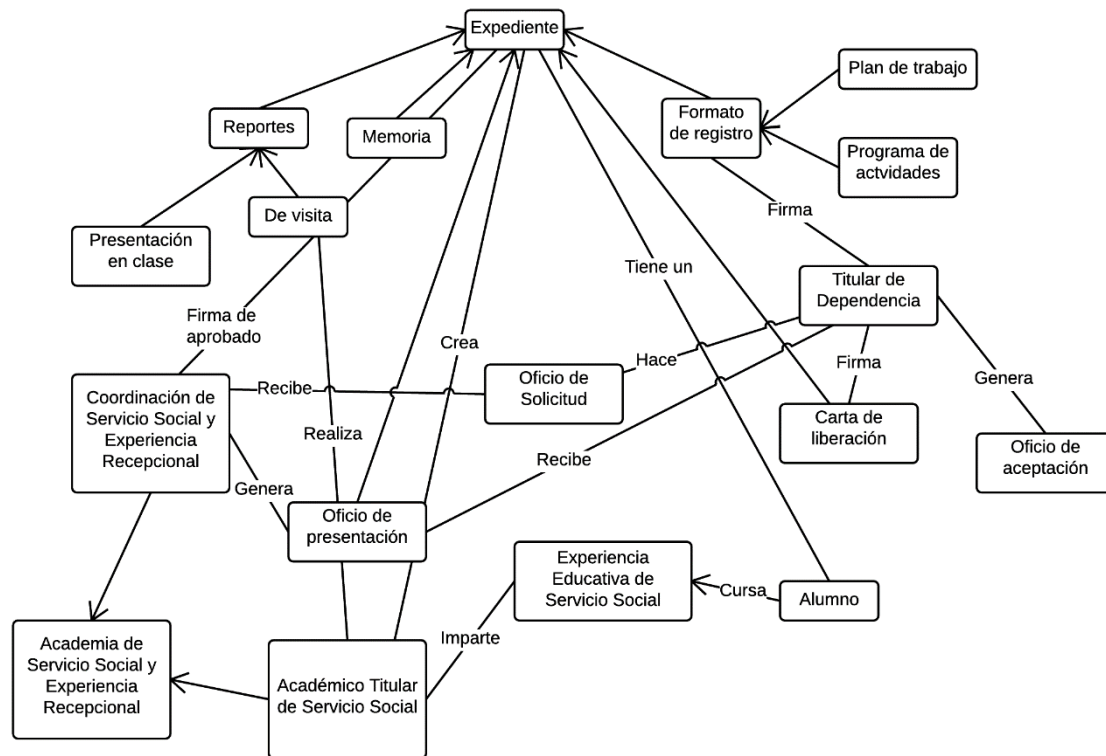 Expediente
Plan de trabajo
Reportes
Memoria
Formato
de registro
Programa de
actvidades
De visita
Firma
Presentación
en clase
Tiene un
Titular de
Dependencia
Firma de
aprobado
Crea
Hace
Firma
Coordinación de
Servicio Social y
Experiencia
Recepcional
Recibe
Oficio de
Solicitud
Genera
Carta de
liberación
Realiza
Recibe
Oficio de
aceptación
Genera
Oficio de
presentación
Experiencia
Educativa de
Servicio Social
Cursa
Alumno
Imparte
Academia de
Servicio Social y
Experiencia
Recepcional
Académico Titular
de Servicio Social